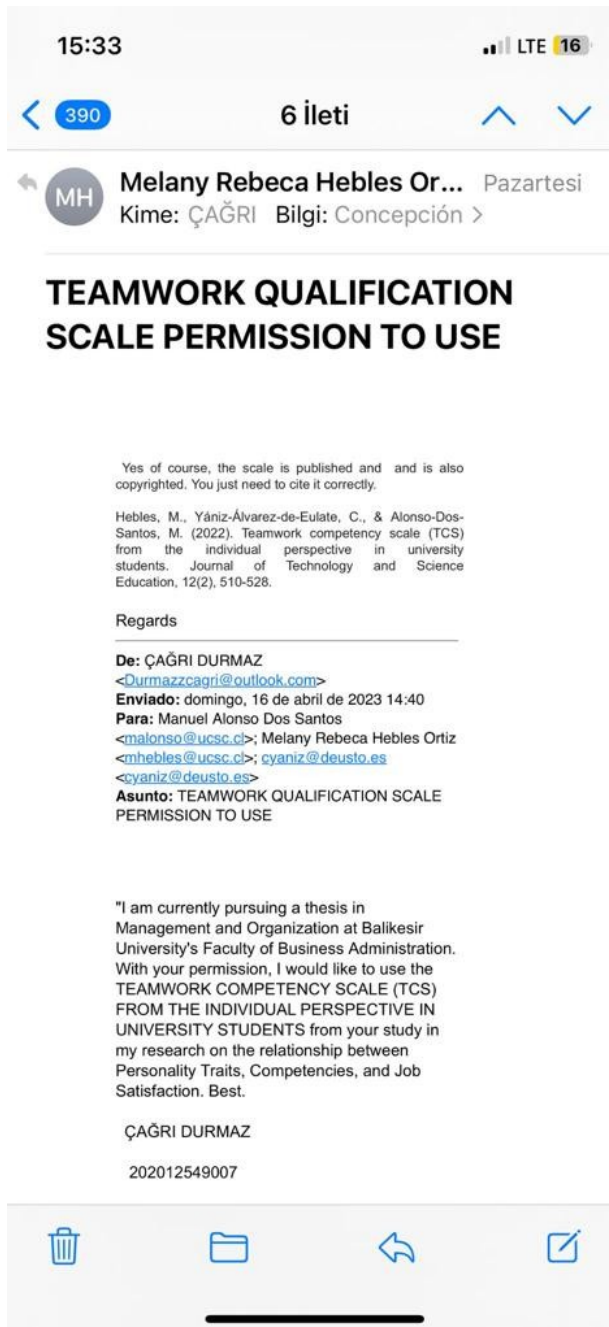 15:33
LTE 16
390
6 İleti
MH
Melany Rebeca Hebles Or... Pazartesi
Kime: ÇAĞRI Bilgi: Concepción >
TEAMWORK QUALIFICATION
SCALE PERMISSION TO USE
Yes of course, the scale is published and and is also
copyrighted. You just need to cite it correctly.
Hebles, M., Yániz-Álvarez-de-Eulate, C., & Alonso-Dos-
Santos, M. (2022). Teamwork competency scale (TCS)
from the individual perspective in university
students. Journal of Technology and Science
Education, 12(2), 510-528.
Regards
De: ÇAĞRI DURMAZ
<Durmazzcagri@outlook.com>
Enviado: domingo, 16 de abril de 2023 14:40
Para: Manuel Alonso Dos Santos
<malonso@ucsc.cl>; Melany Rebeca Hebles Ortiz
<mhebles@ucsc.cl>; cyaniz@deusto.es
<cyaniz@deusto.es>
Asunto: TEAMWORK QUALIFICATION SCALE
PERMISSION TO USE
"I am currently pursuing a thesis in
Management and Organization at Balikesir
University's Faculty of Business Administration.
With your permission, I would like to use the
TEAMWORK COMPETENCY SCALE (TCS)
FROM THE INDIVIDUAL PERSPECTIVE IN
UNIVERSITY STUDENTS from your study in
my research on the relationship between
Personality Traits, Competencies, and Job
Satisfaction. Best.
ÇAĞRI DURMAZ
202012549007